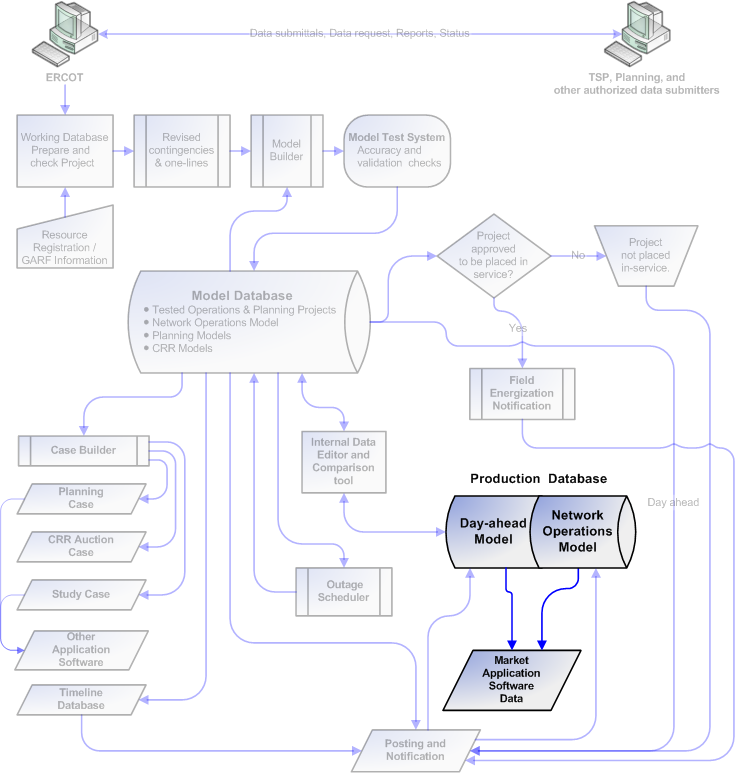 Data submittals, Data request, Reports, Status
ERCOT
TSP, Planning, and
other authorized data submitters
Working Database
Prepare and
check Project
Revised
contingencies
& one-lines
Model
Builder
Model Test System
Accuracy and
validation checks
Resource
Registration /
GARF Information
Project
approved
to be placed in
service?
No
Project
not placed
in-service.
Model Database
• Tested Operations & Planning Projects
• Network Operations Model
• Planning Models
• CRR Models
Yes
Field
Energization
Notification
Case Builder
Internal Data
Editor and
Comparison
tool
Planning
Case
Production Database
Day-ahead
Model
Network
Operations
Model
Day ahead
CRR Auction
Case
Study Case
Outage
Scheduler
Other
Application
Software
Market
Application
Software
Data
Timeline
Database
Posting and
Notification